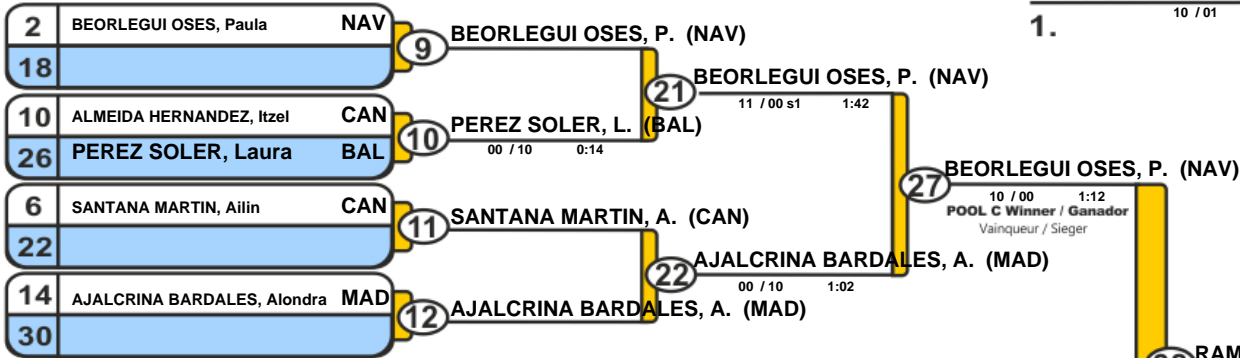 10 / 01
1.
2 BEORLEGUI OSES, Paula NAV
18
9 BEORLEGUI OSES, P. (NAV)
21 BEORLEGUI OSES, P. (NAV)
11 / 00 s1 1:42
10 ALMEIDA HERNANDEZ, Itzel CAN
26 PEREZ SOLER, Laura BAL
10 PEREZ SOLER, L. (BAL)
00 / 10 0:14
27 BEORLEGUI OSES, P. (NAV)
10 / 00 1:12
POOL C Winner / Ganador
Vainqueur / Sieger
6 SANTANA MARTIN, Ailin CAN
22
11 SANTANA MARTIN, A. (CAN)
22 AJALCRINA BARDALES, A. (MAD)
00 / 10 1:02
14 AJALCRINA BARDALES, Alondra MAD
30
12 AJALCRINA BARDALES, A. (MAD)
RAM